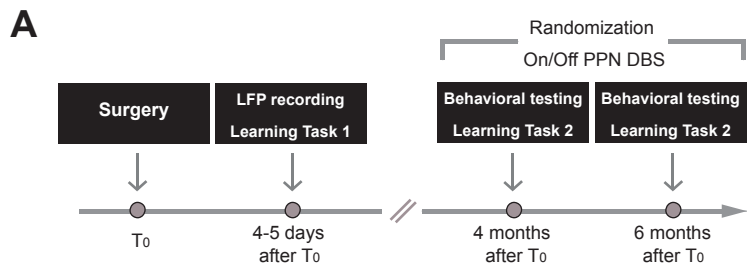 A
Randomization
On/Off PPN DBS
Surgery
LFP recording
Learning Task 1
Behavioral testing
Learning Task 2
Behavioral testing
Learning Task 2
T0
4-5 days
after T0
4 months
after T0
6 months
after T0